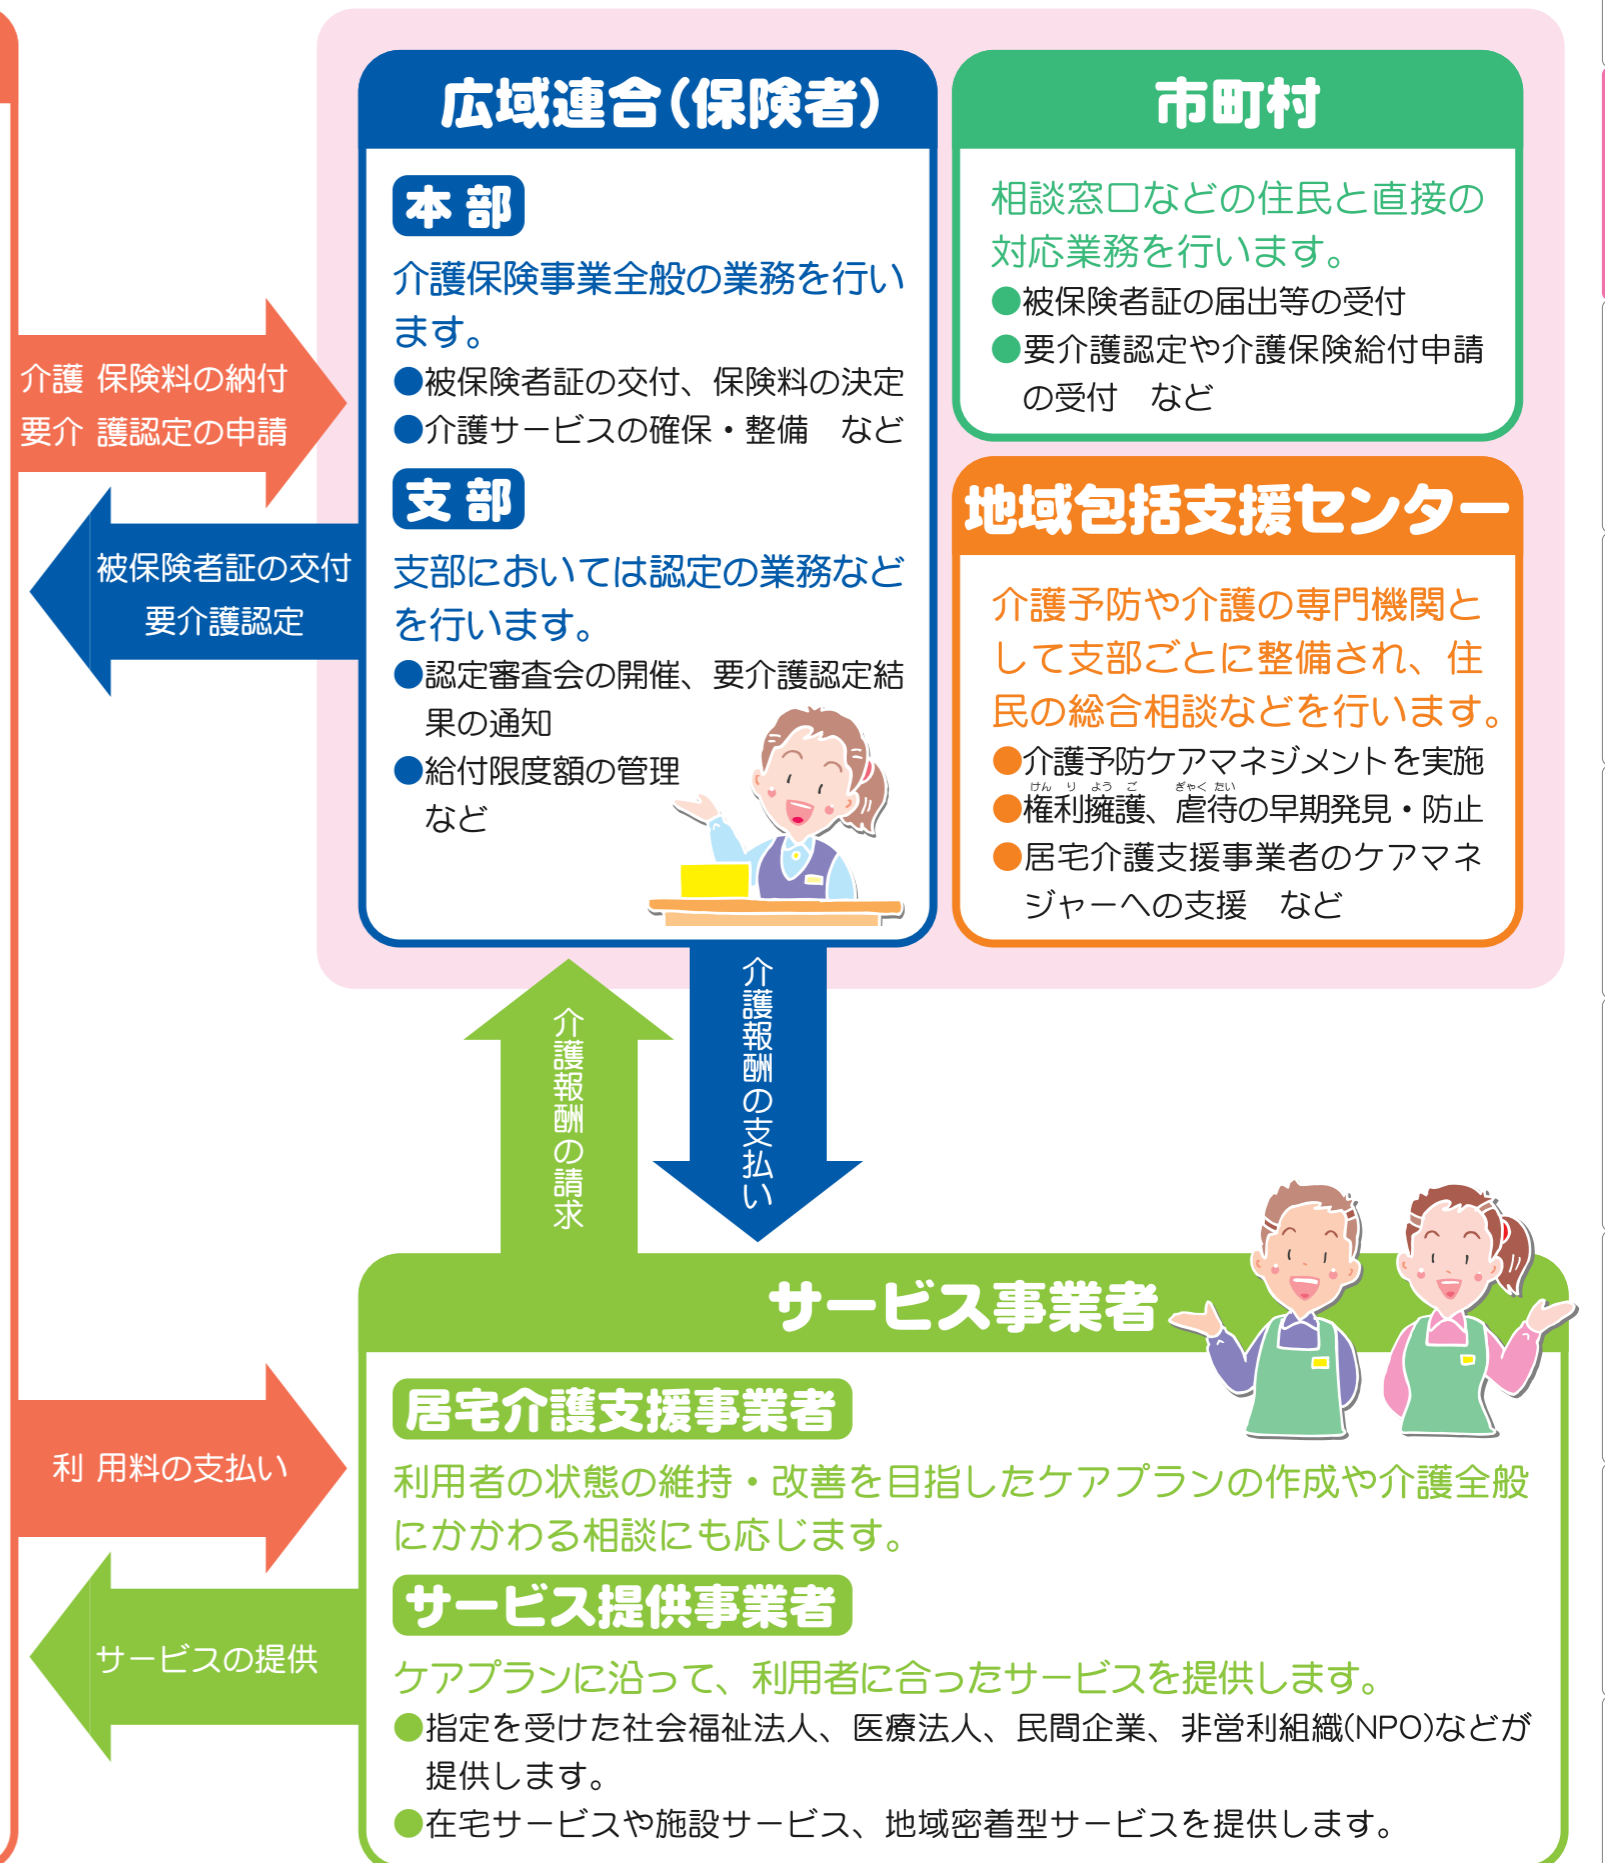 広域連合(保険者)
本部
介護保険事業全般の業務を行い
ます。
●被保険者証の交付、保険料の決定
●介護サービスの確保・整備　など
支部
支部においては認定の業務など
を行います。
●認定審査会の開催、要介護認定結
果の通知
●給付限度額の管理
など
市町村
相談窓口などの住民と直接の
対応業務を行います。
●被保険者証の届出等の受付
●要介護認定や介護保険給付申請
の受付　など
地域包括支援センター
介護予防や介護の専門機関と
して支部ごとに整備され、住
民の総合相談などを行います。
●介護予防ケアマネジメントを実施
けん り よう ご ぎゃく たい
●権利擁護、虐待の早期発見・防止
●居宅介護支援事業者のケアマネ
ジャーへの支援　など
介護 保険料の納付
要介 護認定の申請
被保険者証の交付
要介護認定
介護報酬の請求
介護報酬の支払い
サービス事業者
居宅介護支援事業者
利用者の状態の維持・改善を目指したケアプランの作成や介護全般
にかかわる相談にも応じます。
サービス提供事業者
ケアプランに沿って、利用者に合ったサービスを提供します。
●指定を受けた社会福祉法人、医療法人、民間企業、非営利組織(NPO)などが
提供します。
●在宅サービスや施設サービス、地域密着型サービスを提供します。
利 用料の支払い
サービスの提供